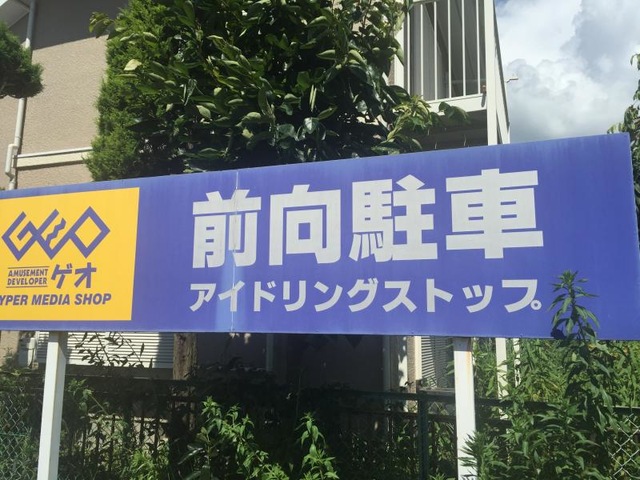 GEO
AMUSEMENT
DEVELOPER
ゲオ
YPER MEDIA SHOP
前向駐車
アイドリングストップ。